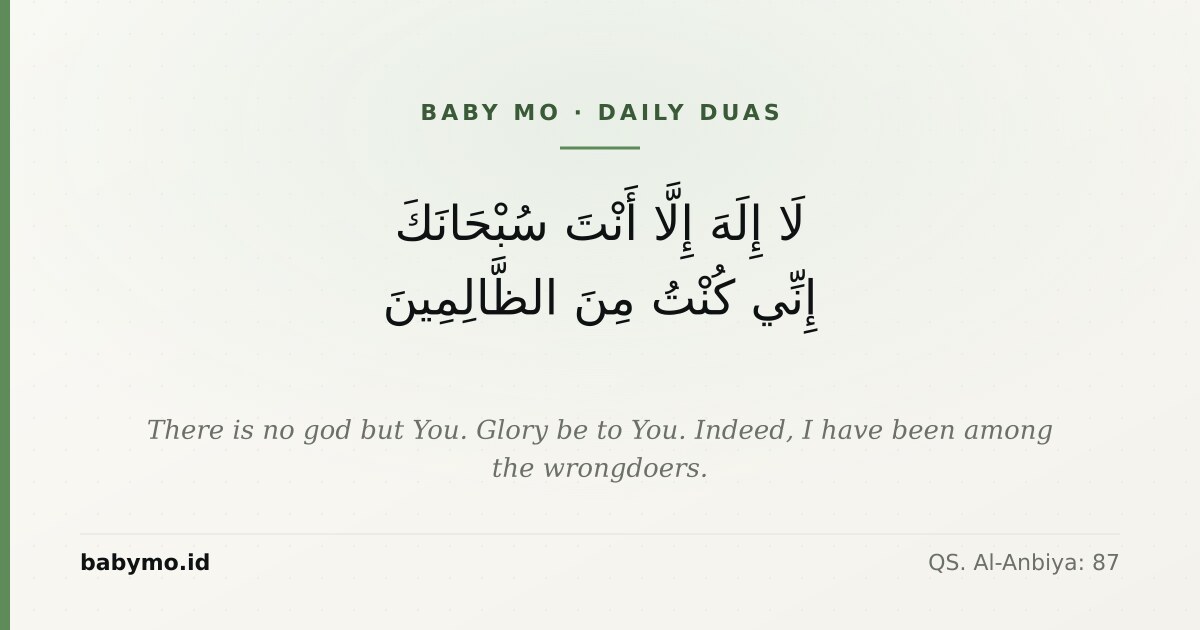 BABY MO · DAILY DUAS
لَا إِلَهَ إِلَّا أَنْتَ سُبْحَانَكَ
إِنِّي كُنْتُ مِنَ الظَّالِمِينَ
There is no god but You. Glory be to You. Indeed, I have been among
the wrongdoers.
babymo.id
QS. Al-Anbiya: 87